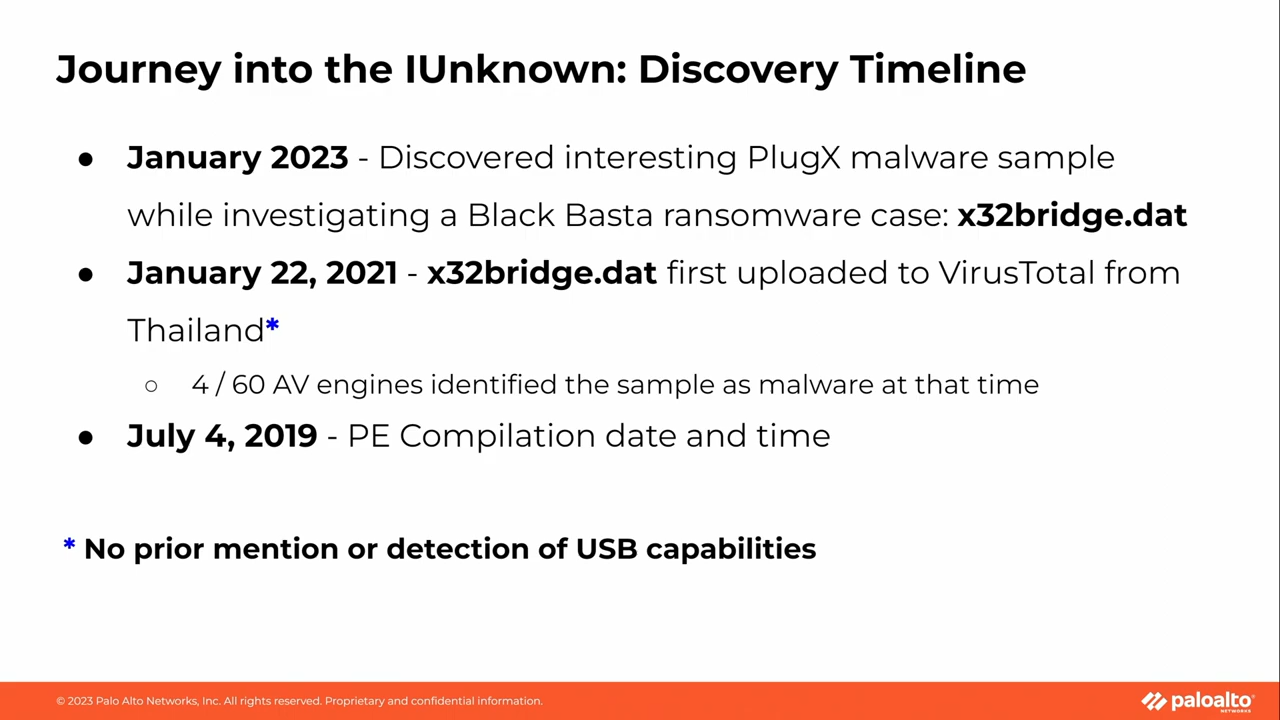 Journey into the IUnknown: Discovery Timeline
● January 2023 - Discovered interesting PlugX malware sample
while investigating a Black Basta ransomware case: x32bridge.dat
● January 22, 2021 - x32bridge.dat first uploaded to VirusTotal from
Thailand*
○ 4 / 60 AV engines identified the sample as malware at that time
● July 4, 2019 - PE Compilation date and time
* No prior mention or detection of USB capabilities
© 2023 Palo Alto Networks, Inc. All rights reserved. Proprietary and confidential information.
paloalto
NETWORKS